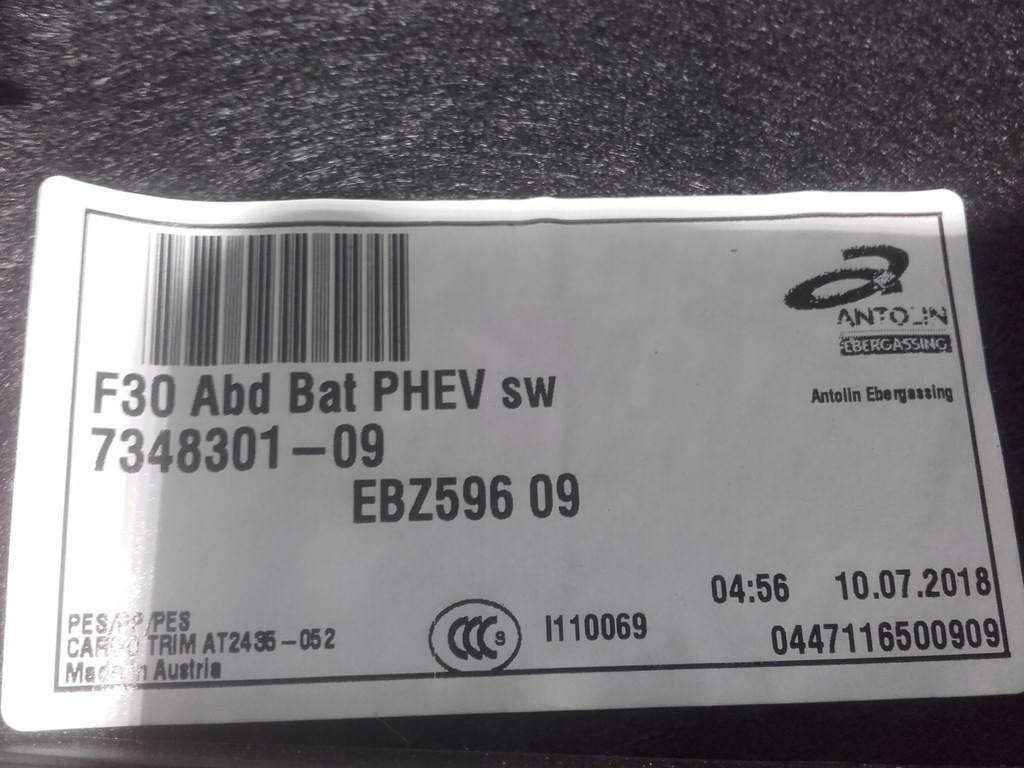 ANTOLIN
EBERGASSING
F30 Abd Bat PHEV sw
Antolin Ebergassing
7348301-09
EBZ596 09
04:56 10.07.2018
PES/PP/PES
CARGO TRIM AT2435-052
Made in Austria
CCC S
I110069
0447116500909